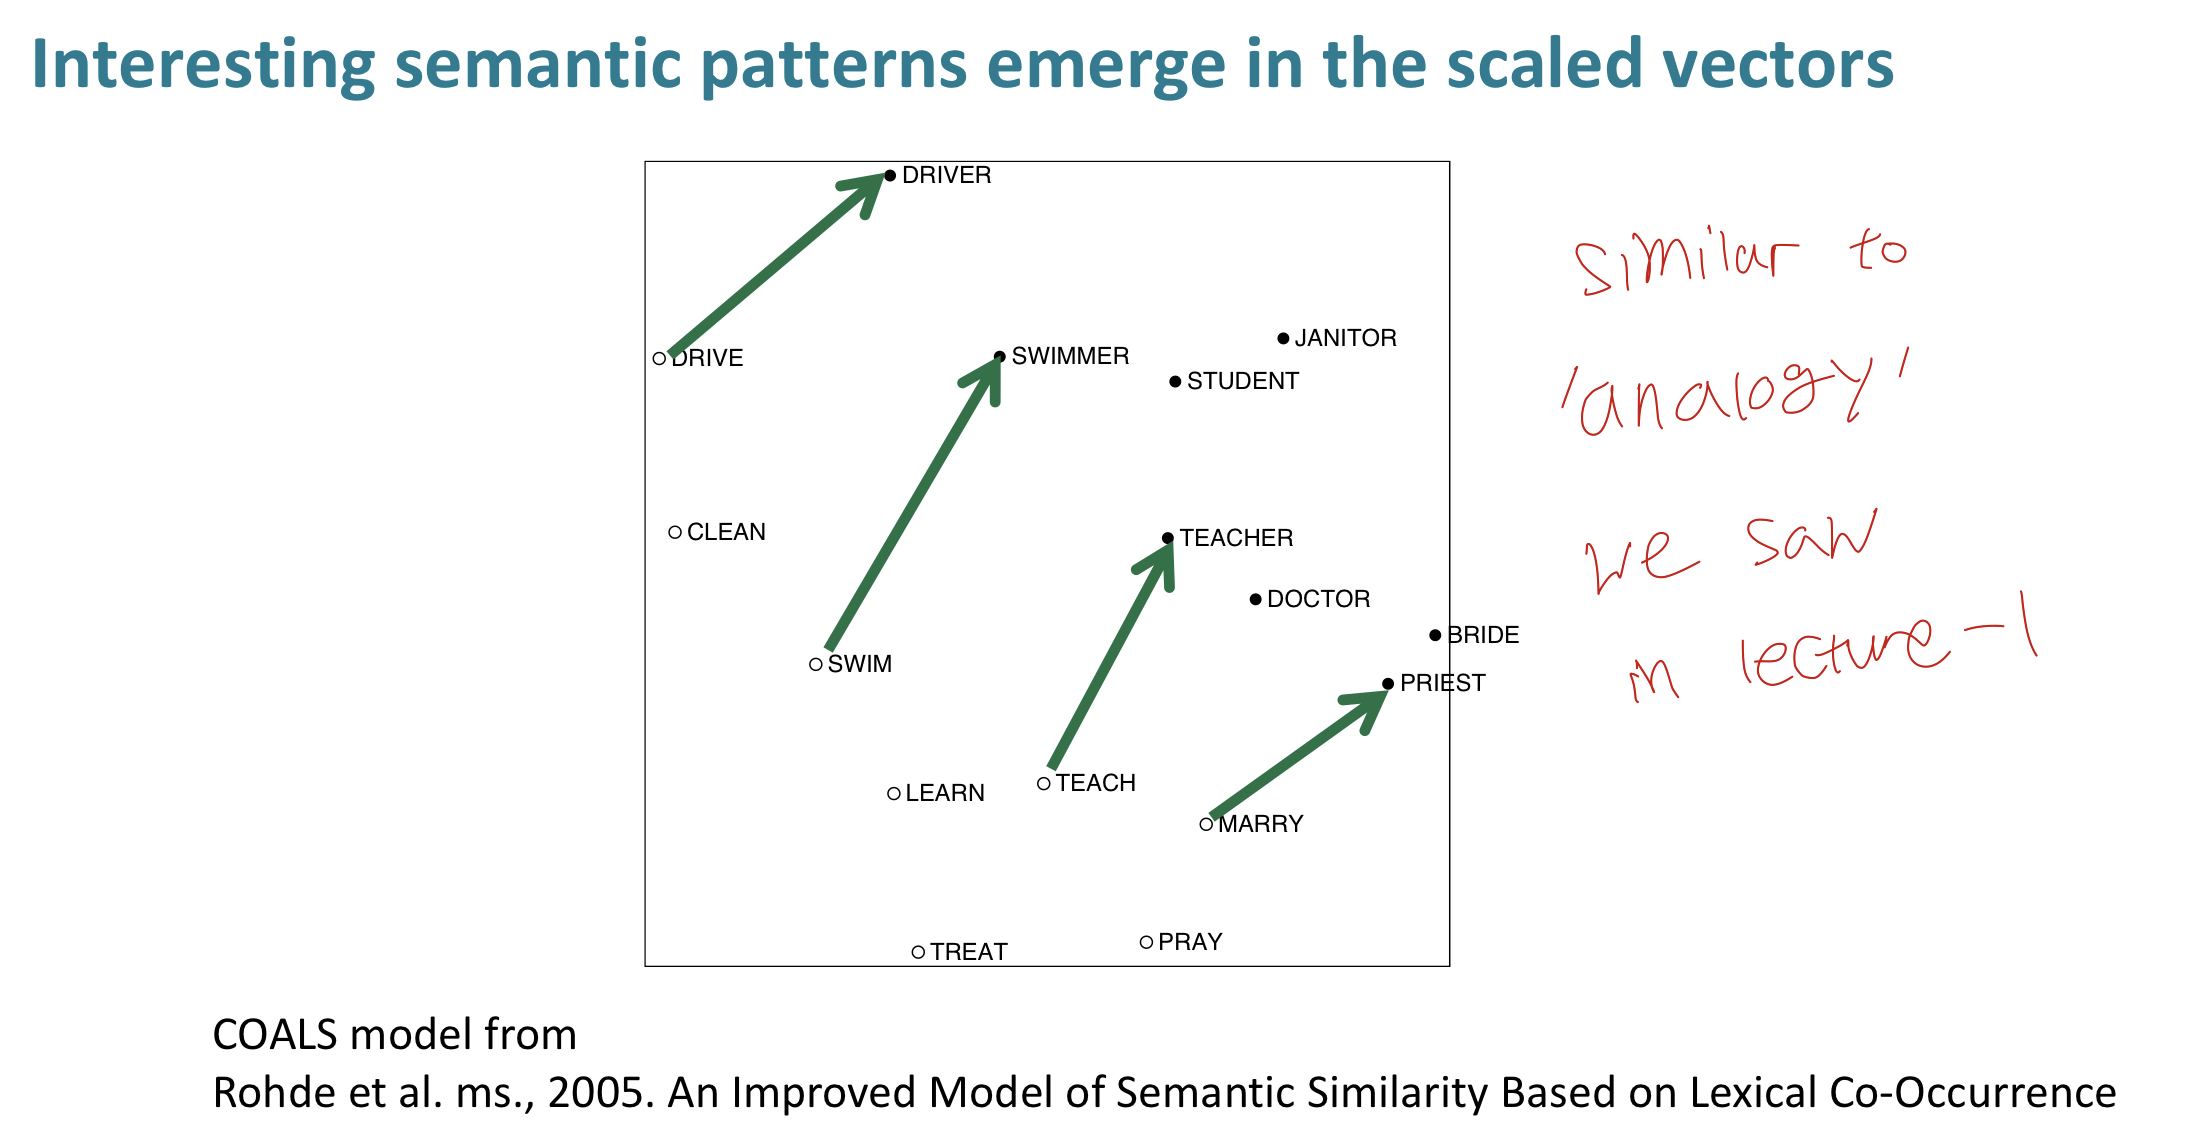 Interesting semantic patterns emerge in the scaled vectors
DRIVER
JANITOR
DRIVE
SWIMMER
STUDENT
CLEAN
TEACHER
DOCTOR
BRIDE
SWIM
PRIEST
LEARN
TEACH
MARRY
TREAT
PRAY
similar to
'analogy'
we saw
in lecture-1
COALS model from
Rohde et al. ms., 2005. An Improved Model of Semantic Similarity Based on Lexical Co-Occurrence